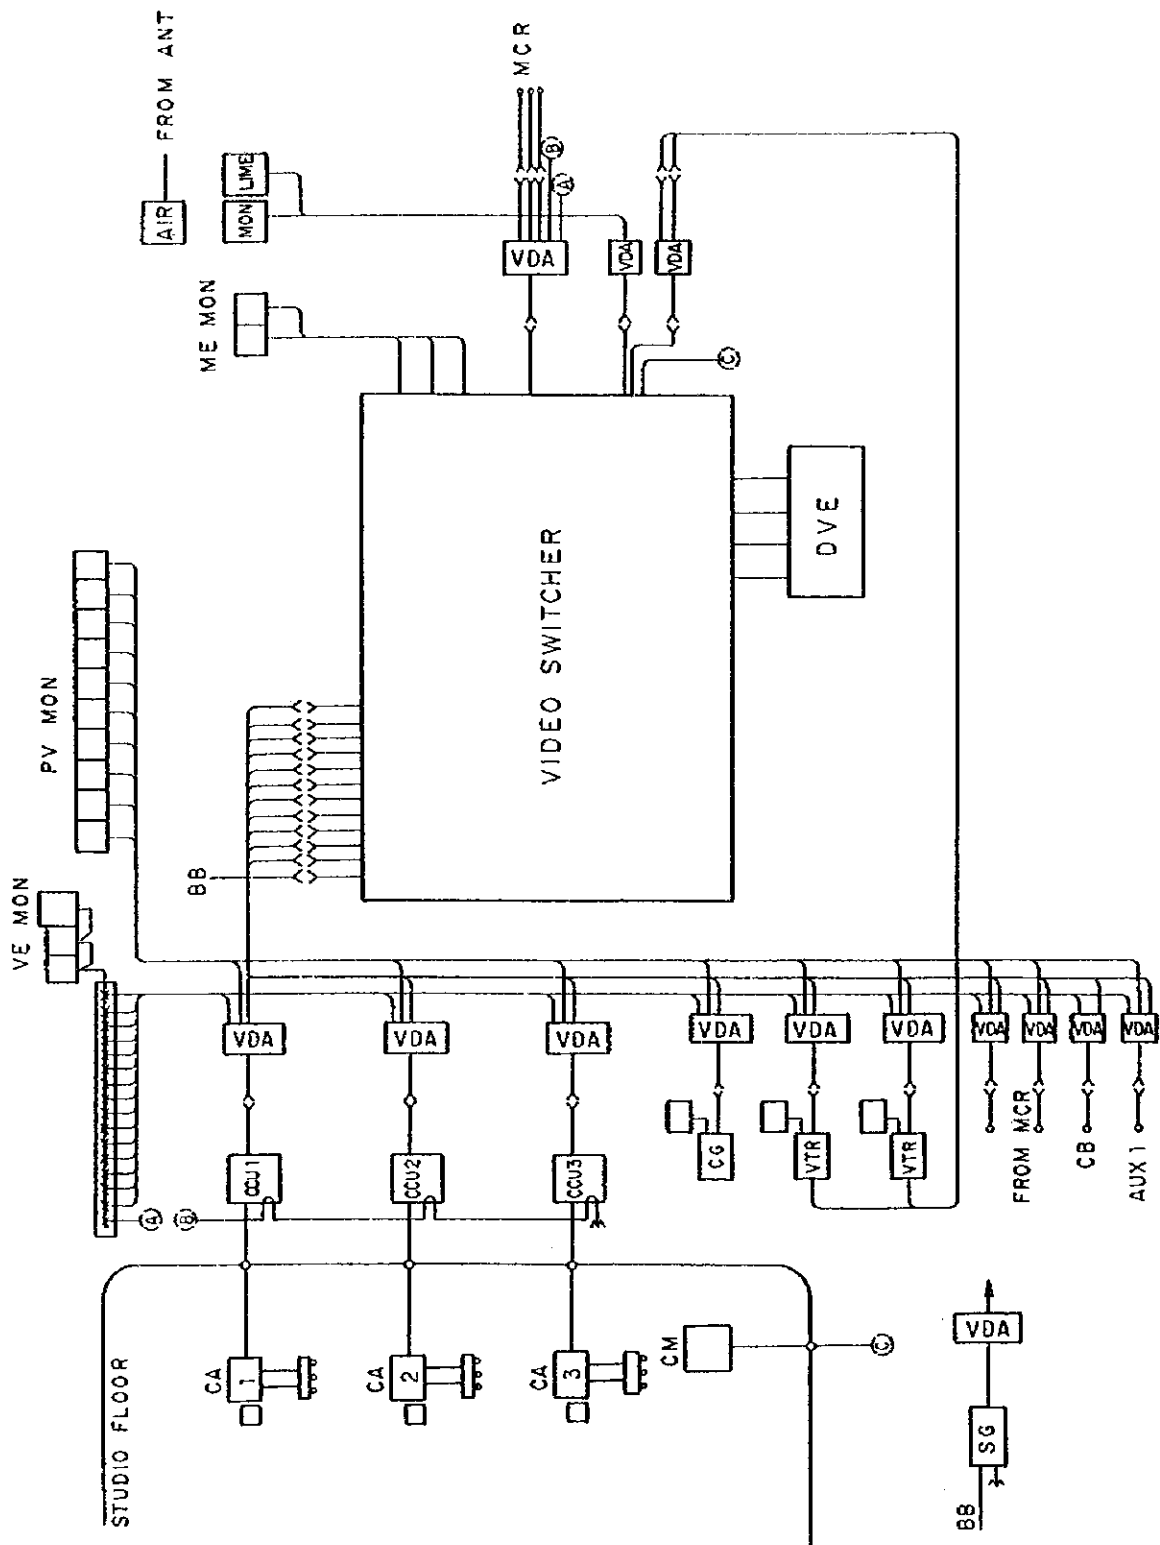 STUDIO FLOOR
CA
1
CA
2
CA
3
CM
C
A
B
CCU1
CCU2
CCU3
VDA
VDA
VDA
VE MON
PV MON
BB
CG
VTR
VTR
VDA
VDA
VDA
VDA
VDA
VDA
VDA
FROM MCR
CB
AUX 1
VIDEO SWITCHER
DVE
ME MON
AIR
FROM ANT
MON
LIME
VDA
MCR
B
A
VDA
VDA
C
BB
SG
VDA